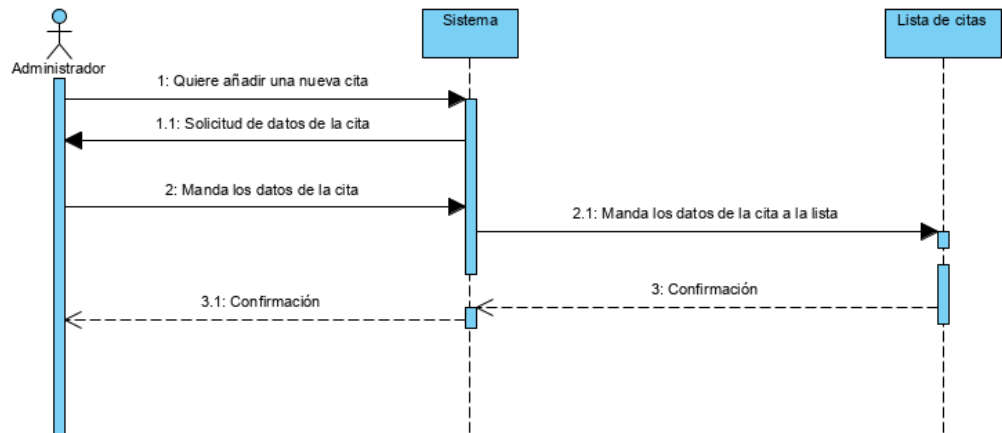 Sistema
Lista de citas
Administrador
1: Quiere añadir una nueva cita
1.1: Solicitud de datos de la cita
2: Manda los datos de la cita
2.1: Manda los datos de la cita a la lista
3: Confirmación
3.1: Confirmación